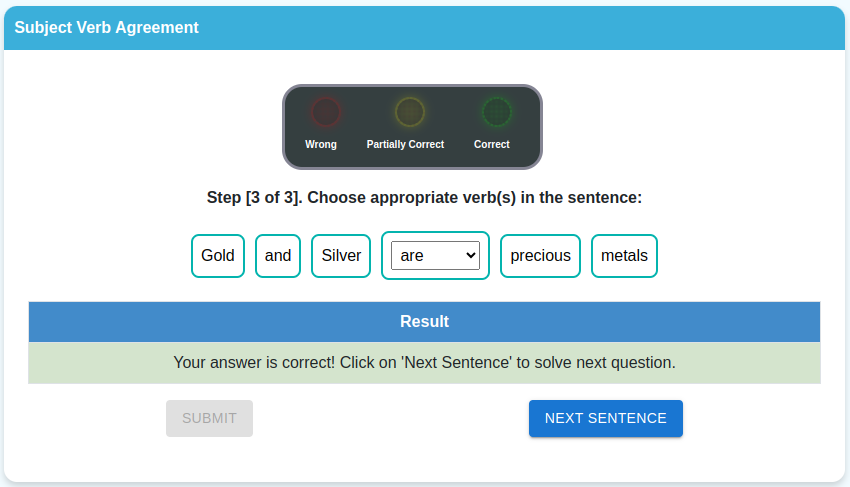 Subject Verb Agreement
Wrong Partially Correct Correct
Step [3 of 3]. Choose appropriate verb(s) in the sentence:
Gold and Silver are precious metals
Result
Your answer is correct! Click on 'Next Sentence' to solve next question.
SUBMIT NEXT SENTENCE